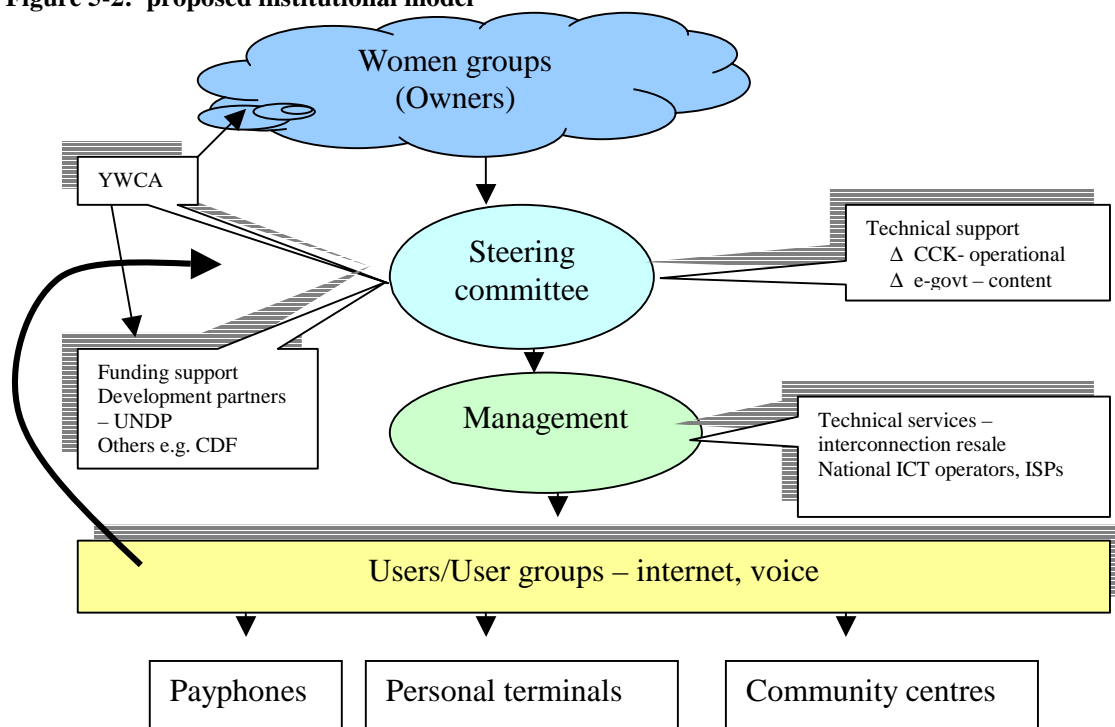 Figure 5-2: proposed institutional model
Women groups
(Owners)
YWCA
Steering
committee
Technical support
Δ CCK- operational
Δ e-govt – content
Funding support
Development partners
– UNDP
Others e.g. CDF
Management
Technical services –
interconnection resale
National ICT operators, ISPs
Users/User groups – internet, voice
Payphones
Personal terminals
Community centres